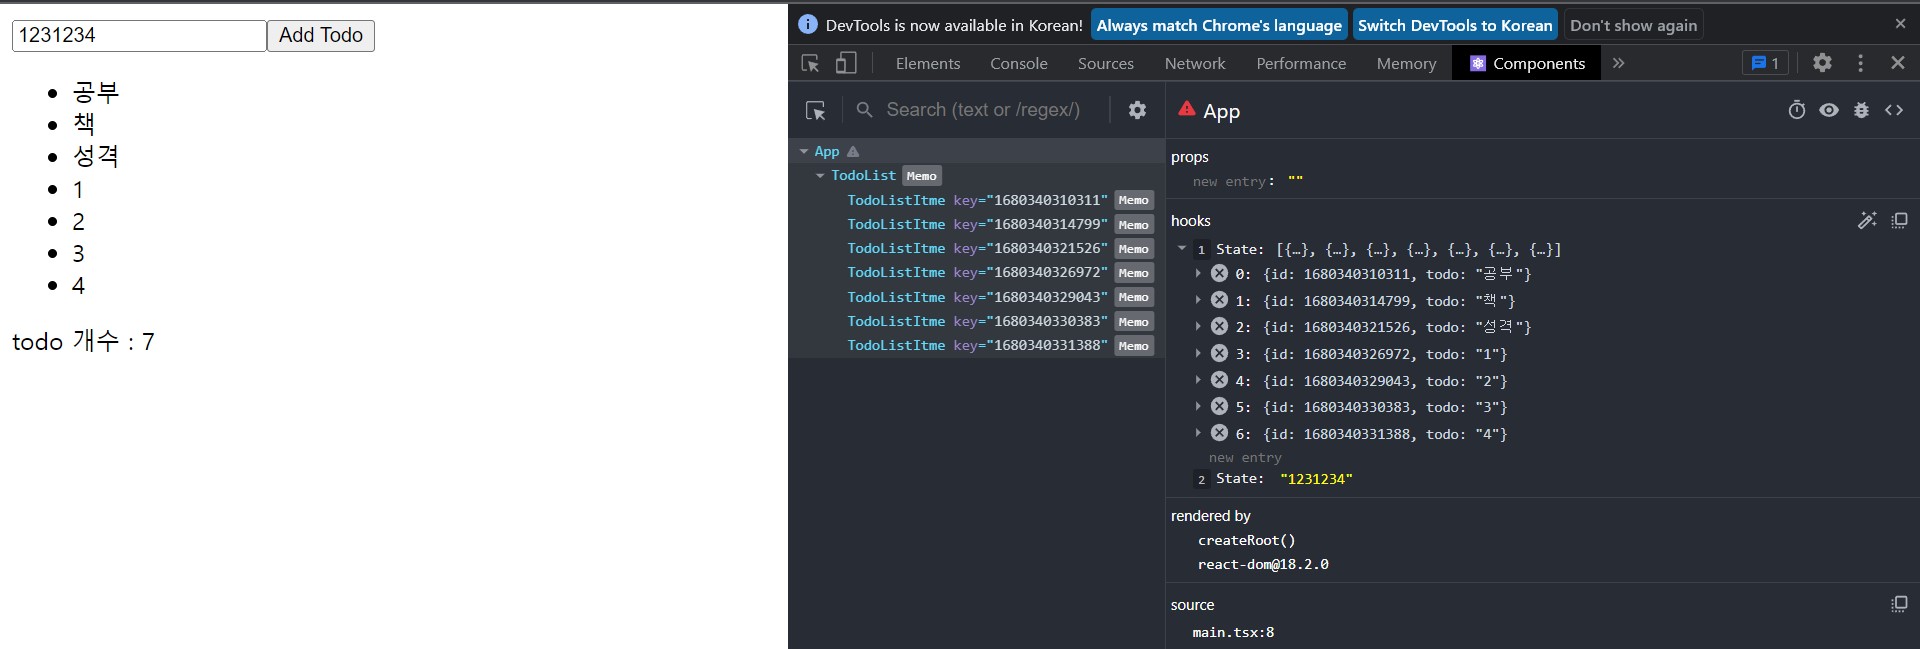 1231234 Add Todo
• 공부
• 책
• 성격
• 1
• 2
• 3
• 4
todo 개수 : 7
DevTools is now available in Korean! Always match Chrome's language Switch DevTools to Korean Don't show again
Elements Console Sources Network Performance Memory Components » 1
Search (text or /regex/)
App
TodoList Memo
TodoListItme key="1680340310311" Memo
TodoListItme key="1680340314799" Memo
TodoListItme key="1680340321526" Memo
TodoListItme key="1680340326972" Memo
TodoListItme key="1680340329043" Memo
TodoListItme key="1680340330383" Memo
TodoListItme key="1680340331388" Memo
App
props
new entry: ""
hooks
1 State: [{…}, {…}, {…}, {…}, {…}, {…}, {…}]
0: {id: 1680340310311, todo: "공부"}
1: {id: 1680340314799, todo: "책"}
2: {id: 1680340321526, todo: "성격"}
3: {id: 1680340326972, todo: "1"}
4: {id: 1680340329043, todo: "2"}
5: {id: 1680340330383, todo: "3"}
6: {id: 1680340331388, todo: "4"}
new entry
2 State: "1231234"
rendered by
createRoot()
react-dom@18.2.0
source
main.tsx:8